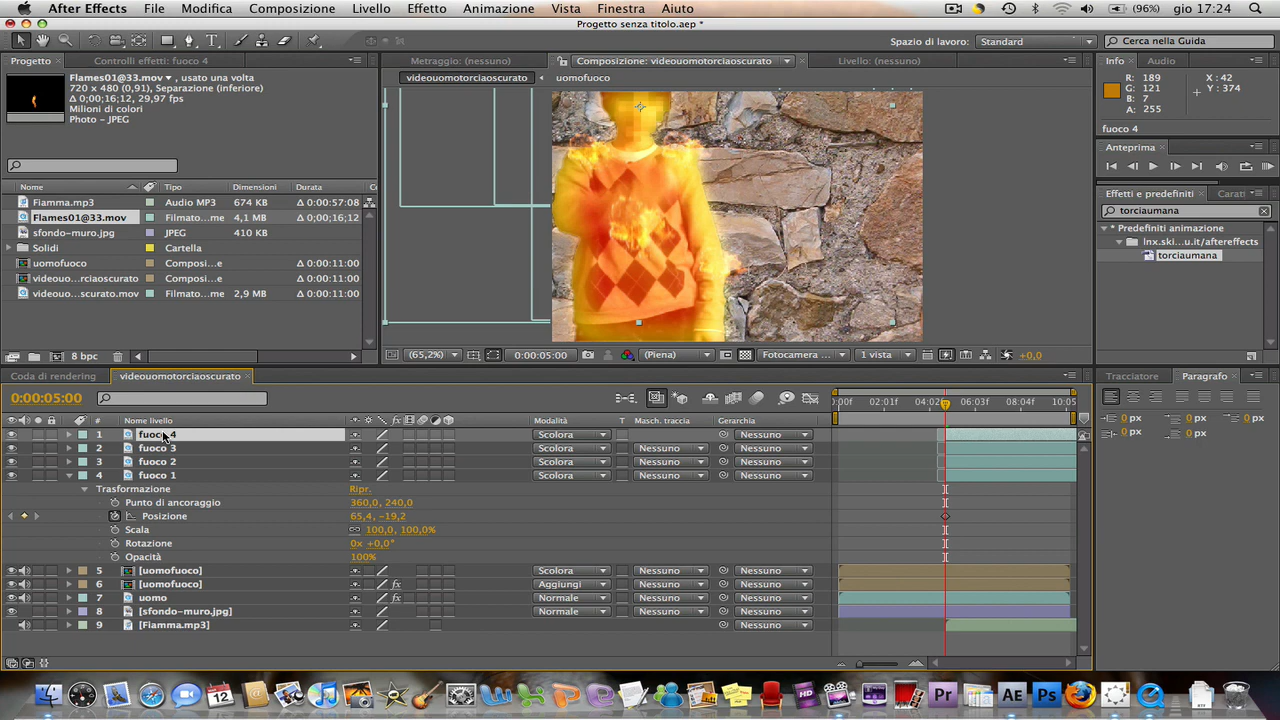 After Effects File Modifica Composizione Livello Effetto Animazione Vista Finestra Aiuto (96%) gio 17:24
Progetto senza titolo.aep *
Spazio di lavoro: Standard Cerca nella Guida
Progetto Controlli effetti: fuoco 4 Metraggio: (nessuno) Composizione: videouomotorciaoscurato Livello: (nessuno) Info Audio
Flames01@33.mov, usato una volta
720 x 480 (0,91), Separazione (inferiore)
Δ 0;00:16;12, 29,97 fps
Milioni di colori
Photo - JPEG
videouomotorciaoscurato uomofuoco
R: 189
G: 121
B: 7
A: 255
X: 42
Y: 374
fuoco 4
Anteprima
Effetti e predefiniti Carati
torciaumana
* Predefiniti animazione
lnx.ski...u.it/aftereffects
torciaumana
Nome Tipo Dimensioni Durata
Fiamma.mp3 Audio MP3 674 KB Δ 0:00:57:08
Flames01@33.mov Filmato...me 4,1 MB Δ 0;00;16;12
sfondo-muro.jpg JPEG 410 KB
Solidi Cartella
uomofuoco Composi...e Δ 0:00:11:00
videouo...rciaoscurato Composi...e Δ 0:00:11:00
videouo...scurato.mov Filmato...me 2,9 MB Δ 0:00:11:00
8 bpc
(65,2%) 0:00:05:00 (Piena) Fotocamera ... 1 vista +0,0
Coda di rendering videouomotorciaoscurato
Tracciatore Paragrafo
0:00:05:00
:00f 02:01f 04:02 06:03f 08:04f 10:05
# Nome livello Modalità T Masch. traccia Gerarchia
1 fuoco 4 Scolora Nessuno
2 fuoco 3 Scolora Nessuno Nessuno
3 fuoco 2 Scolora Nessuno Nessuno
4 fuoco 1 Scolora Nessuno Nessuno
Trasformazione Ripr.
Punto di ancoraggio 360,0, 240,0
Posizione 65,4, -19,2
Scala 100,0, 100,0%
Rotazione 0x +0,0°
Opacità 100%
5 [uomofuoco] Scolora Nessuno Nessuno
6 [uomofuoco] fx Aggiungi Nessuno Nessuno
7 uomo fx Normale Nessuno Nessuno
8 [sfondo-muro.jpg] Normale Nessuno Nessuno
9 [Fiamma.mp3] Nessuno
0 px 0 px
0 px
0 px 0 px
12 HD Pr AE Ps